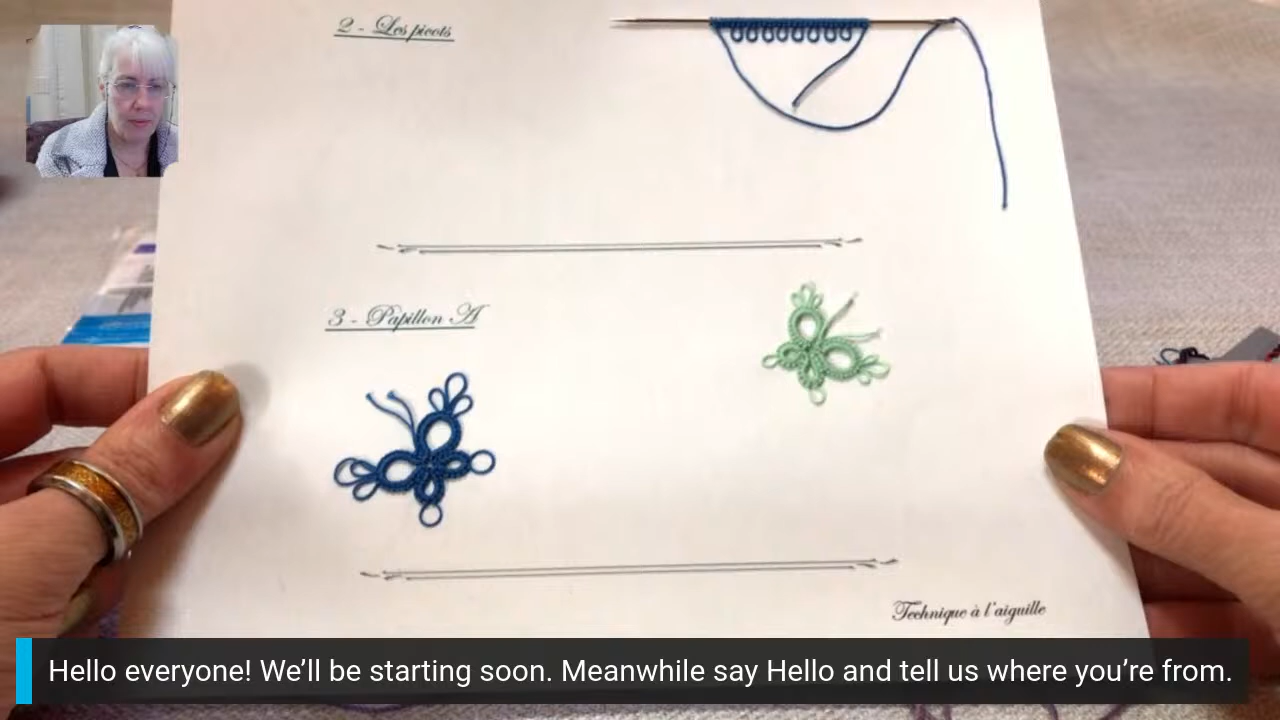 2 - Les picots
3 - Papillon A
Technique à l'aiguille
Hello everyone! We’ll be starting soon. Meanwhile say Hello and tell us where you’re from.